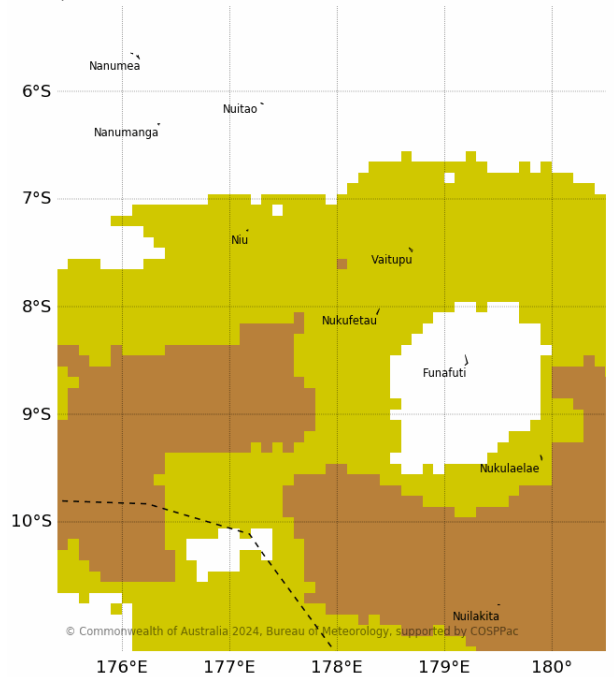 Nanumea
6°S
Nuitao
Nanumanga
7°S
Niu
Vaitupu
8°S
Nukufetau
Funafuti
9°S
Nukulaelae
10°S
Nuilakita
© Commonwealth of Australia 2024, Bureau of Meteorology, supported by COSPPac
176°E 177°E 178°E 179°E 180°